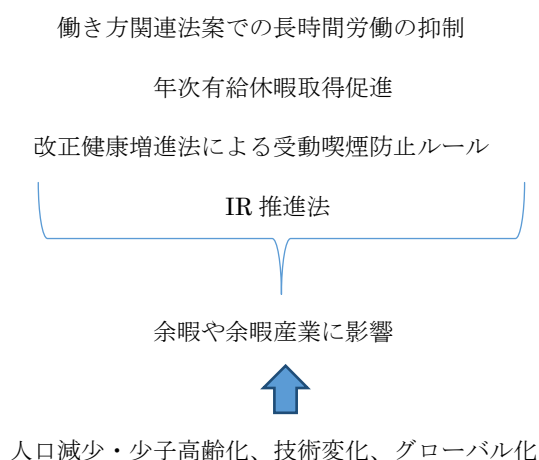 働き方関連法案での長時間労働の抑制
年次有給休暇取得促進
改正健康増進法による受動喫煙防止ルール
IR 推進法
余暇や余暇産業に影響
人口減少・少子高齢化、技術変化、グローバル化